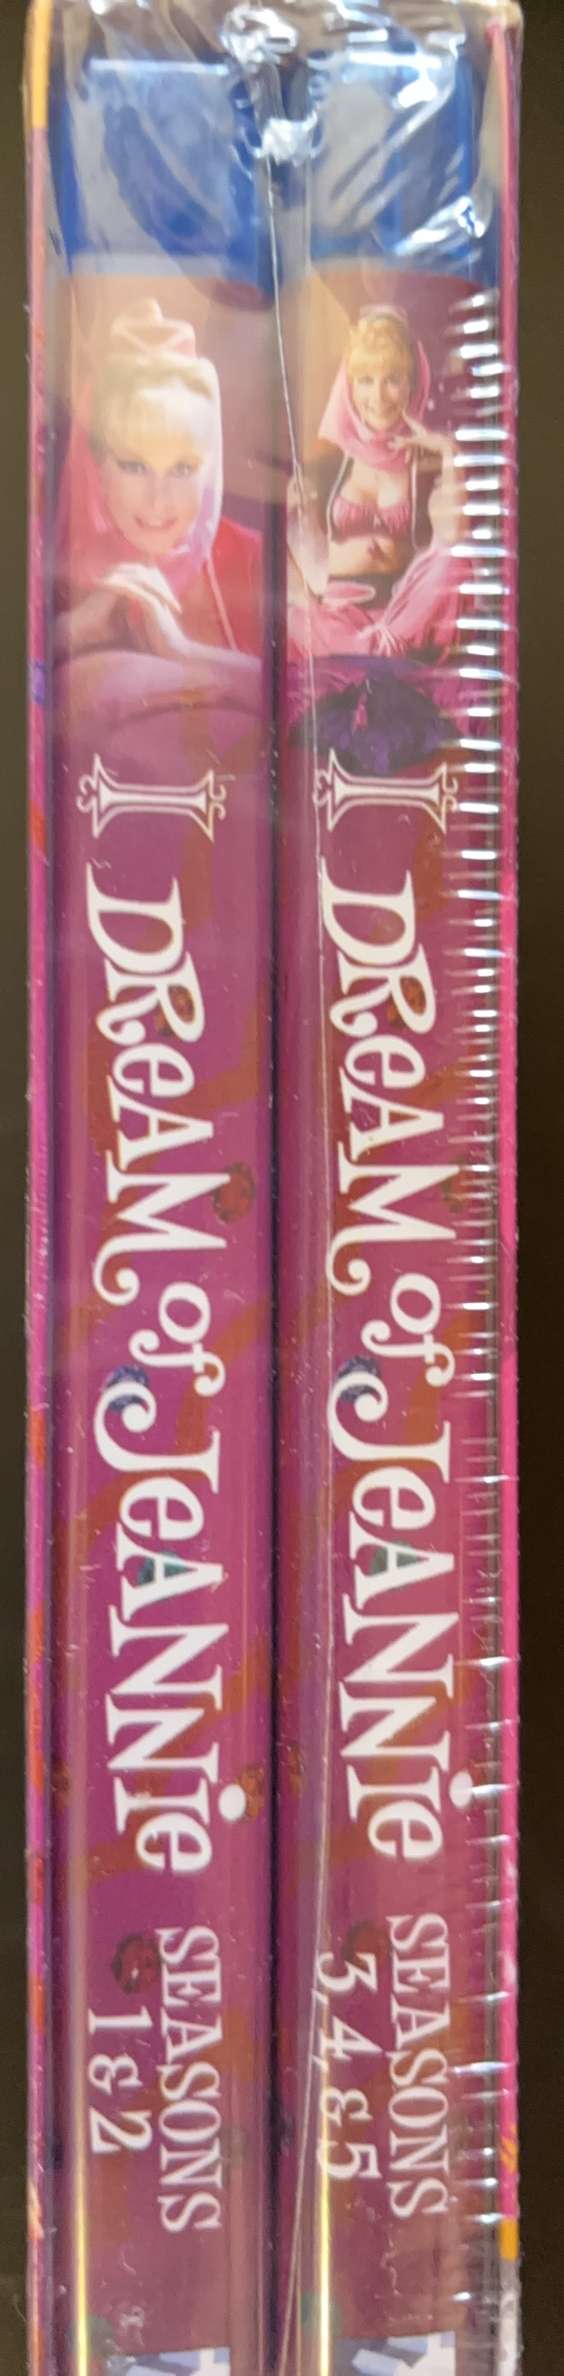 I DREAM of JEANNIE
SEASONS
1 & 2
I DREAM of JEANNIE
SEASONS
3, 4, & 5